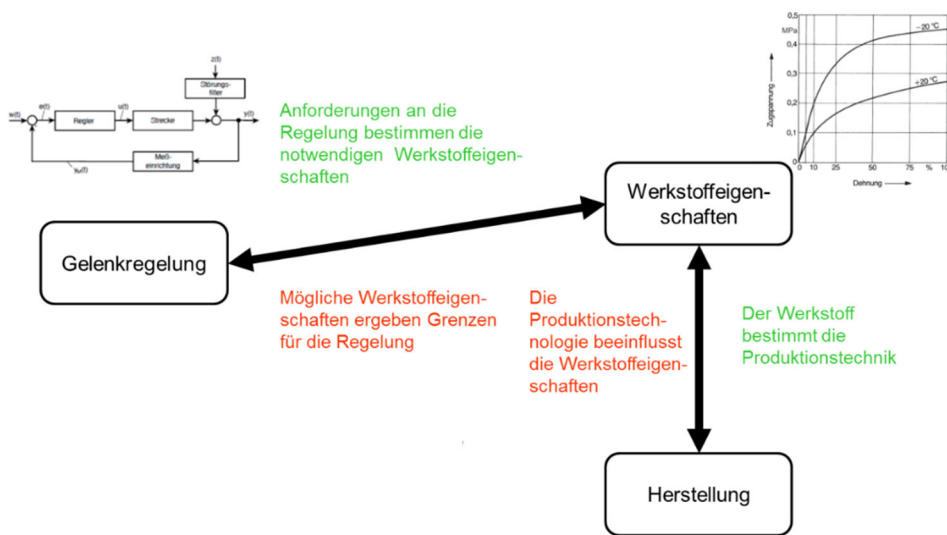 z(t)
Störungs-
filter
w(t)
e(t)
Regler
u(t)
Strecke
y(t)
Meß-
einrichtung
Anforderungen an die
Regelung bestimmen die
notwendigen Werkstoffeigen-
schaften
0,5
MPa
0,4
0,3
0,2
0,1
0
Zugspannung
–20 °C
+20 °C
0 10 25 50 75 % 10
Dehnung
Werkstoffeigen-
schaften
Gelenkregelung
Mögliche Werkstoffeigen-
schaften ergeben Grenzen
für die Regelung
Die
Produktionstech-
nologie beeinflusst
die Werkstoffeigen-
schaften
Der Werkstoff
bestimmt die
Produktionstechnik
Herstellung